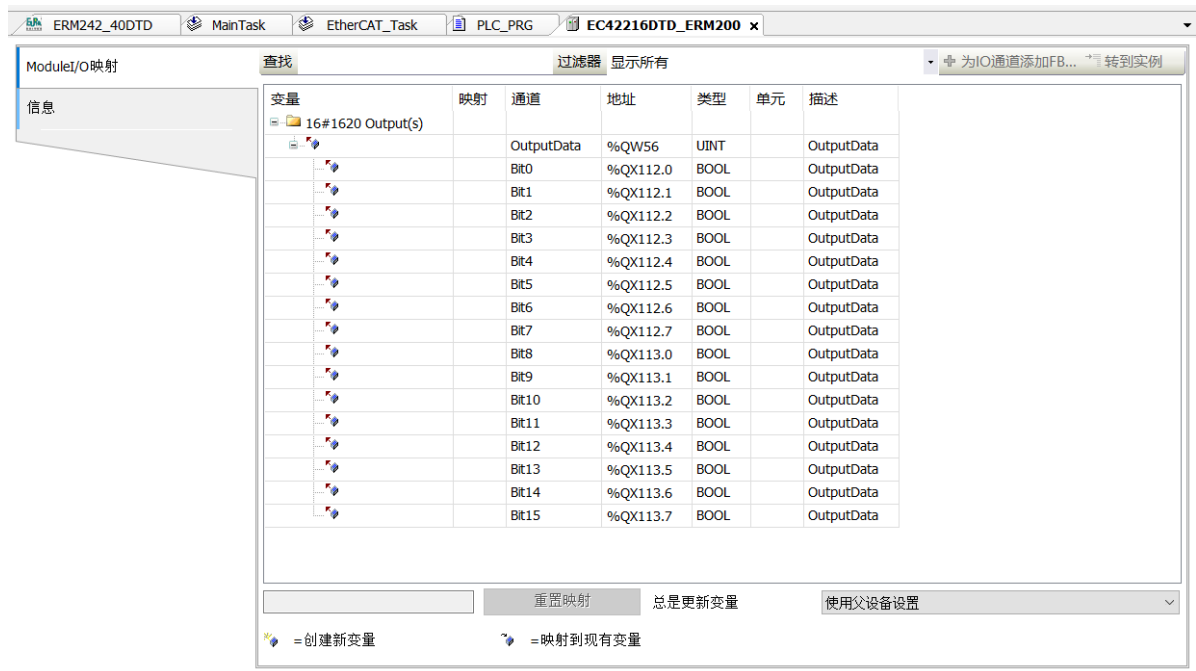 ERM242_40DTD MainTask EtherCAT_Task PLC_PRG EC42216DTD_ERM200 x
ModuleI/O映射
信息
查找 过滤器 显示所有 为IO通道添加FB... 转到实例
变量 映射 通道 地址 类型 单元 描述
16#1620 Output(s)
OutputData %QW56 UINT OutputData
Bit0 %QX112.0 BOOL OutputData
Bit1 %QX112.1 BOOL OutputData
Bit2 %QX112.2 BOOL OutputData
Bit3 %QX112.3 BOOL OutputData
Bit4 %QX112.4 BOOL OutputData
Bit5 %QX112.5 BOOL OutputData
Bit6 %QX112.6 BOOL OutputData
Bit7 %QX112.7 BOOL OutputData
Bit8 %QX113.0 BOOL OutputData
Bit9 %QX113.1 BOOL OutputData
Bit10 %QX113.2 BOOL OutputData
Bit11 %QX113.3 BOOL OutputData
Bit12 %QX113.4 BOOL OutputData
Bit13 %QX113.5 BOOL OutputData
Bit14 %QX113.6 BOOL OutputData
Bit15 %QX113.7 BOOL OutputData
重置映射 总是更新变量 使用父设备设置
=创建新变量 =映射到现有变量